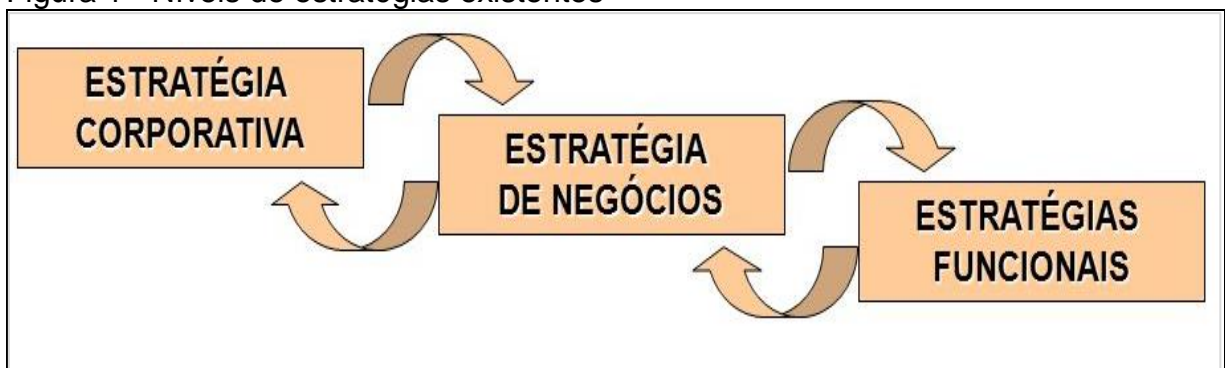 ESTRATÉGIA
CORPORATIVA
ESTRATÉGIA
DE NEGÓCIOS
ESTRATÉGIAS
FUNCIONAIS